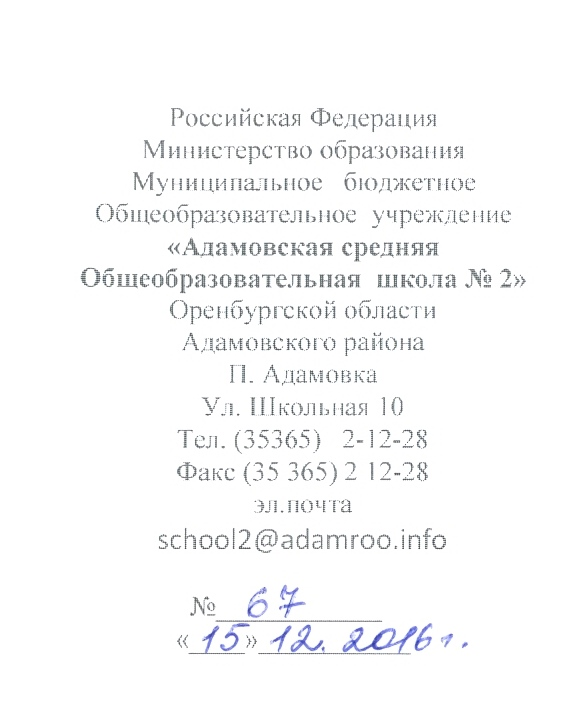 Российская Федерация
Министерство образования
Муниципальное бюджетное
Общеобразовательное учреждение
«Адамовская средняя
Общеобразовательная школа № 2»
Оренбургской области
Адамовского района
П. Адамовка
Ул. Школьная 10
Тел. (35365) 2-12-28
Факс (35 365) 2 12-28
эл.почта
school2@adamroo.info
№ 67
«15» 12. 2016 г.